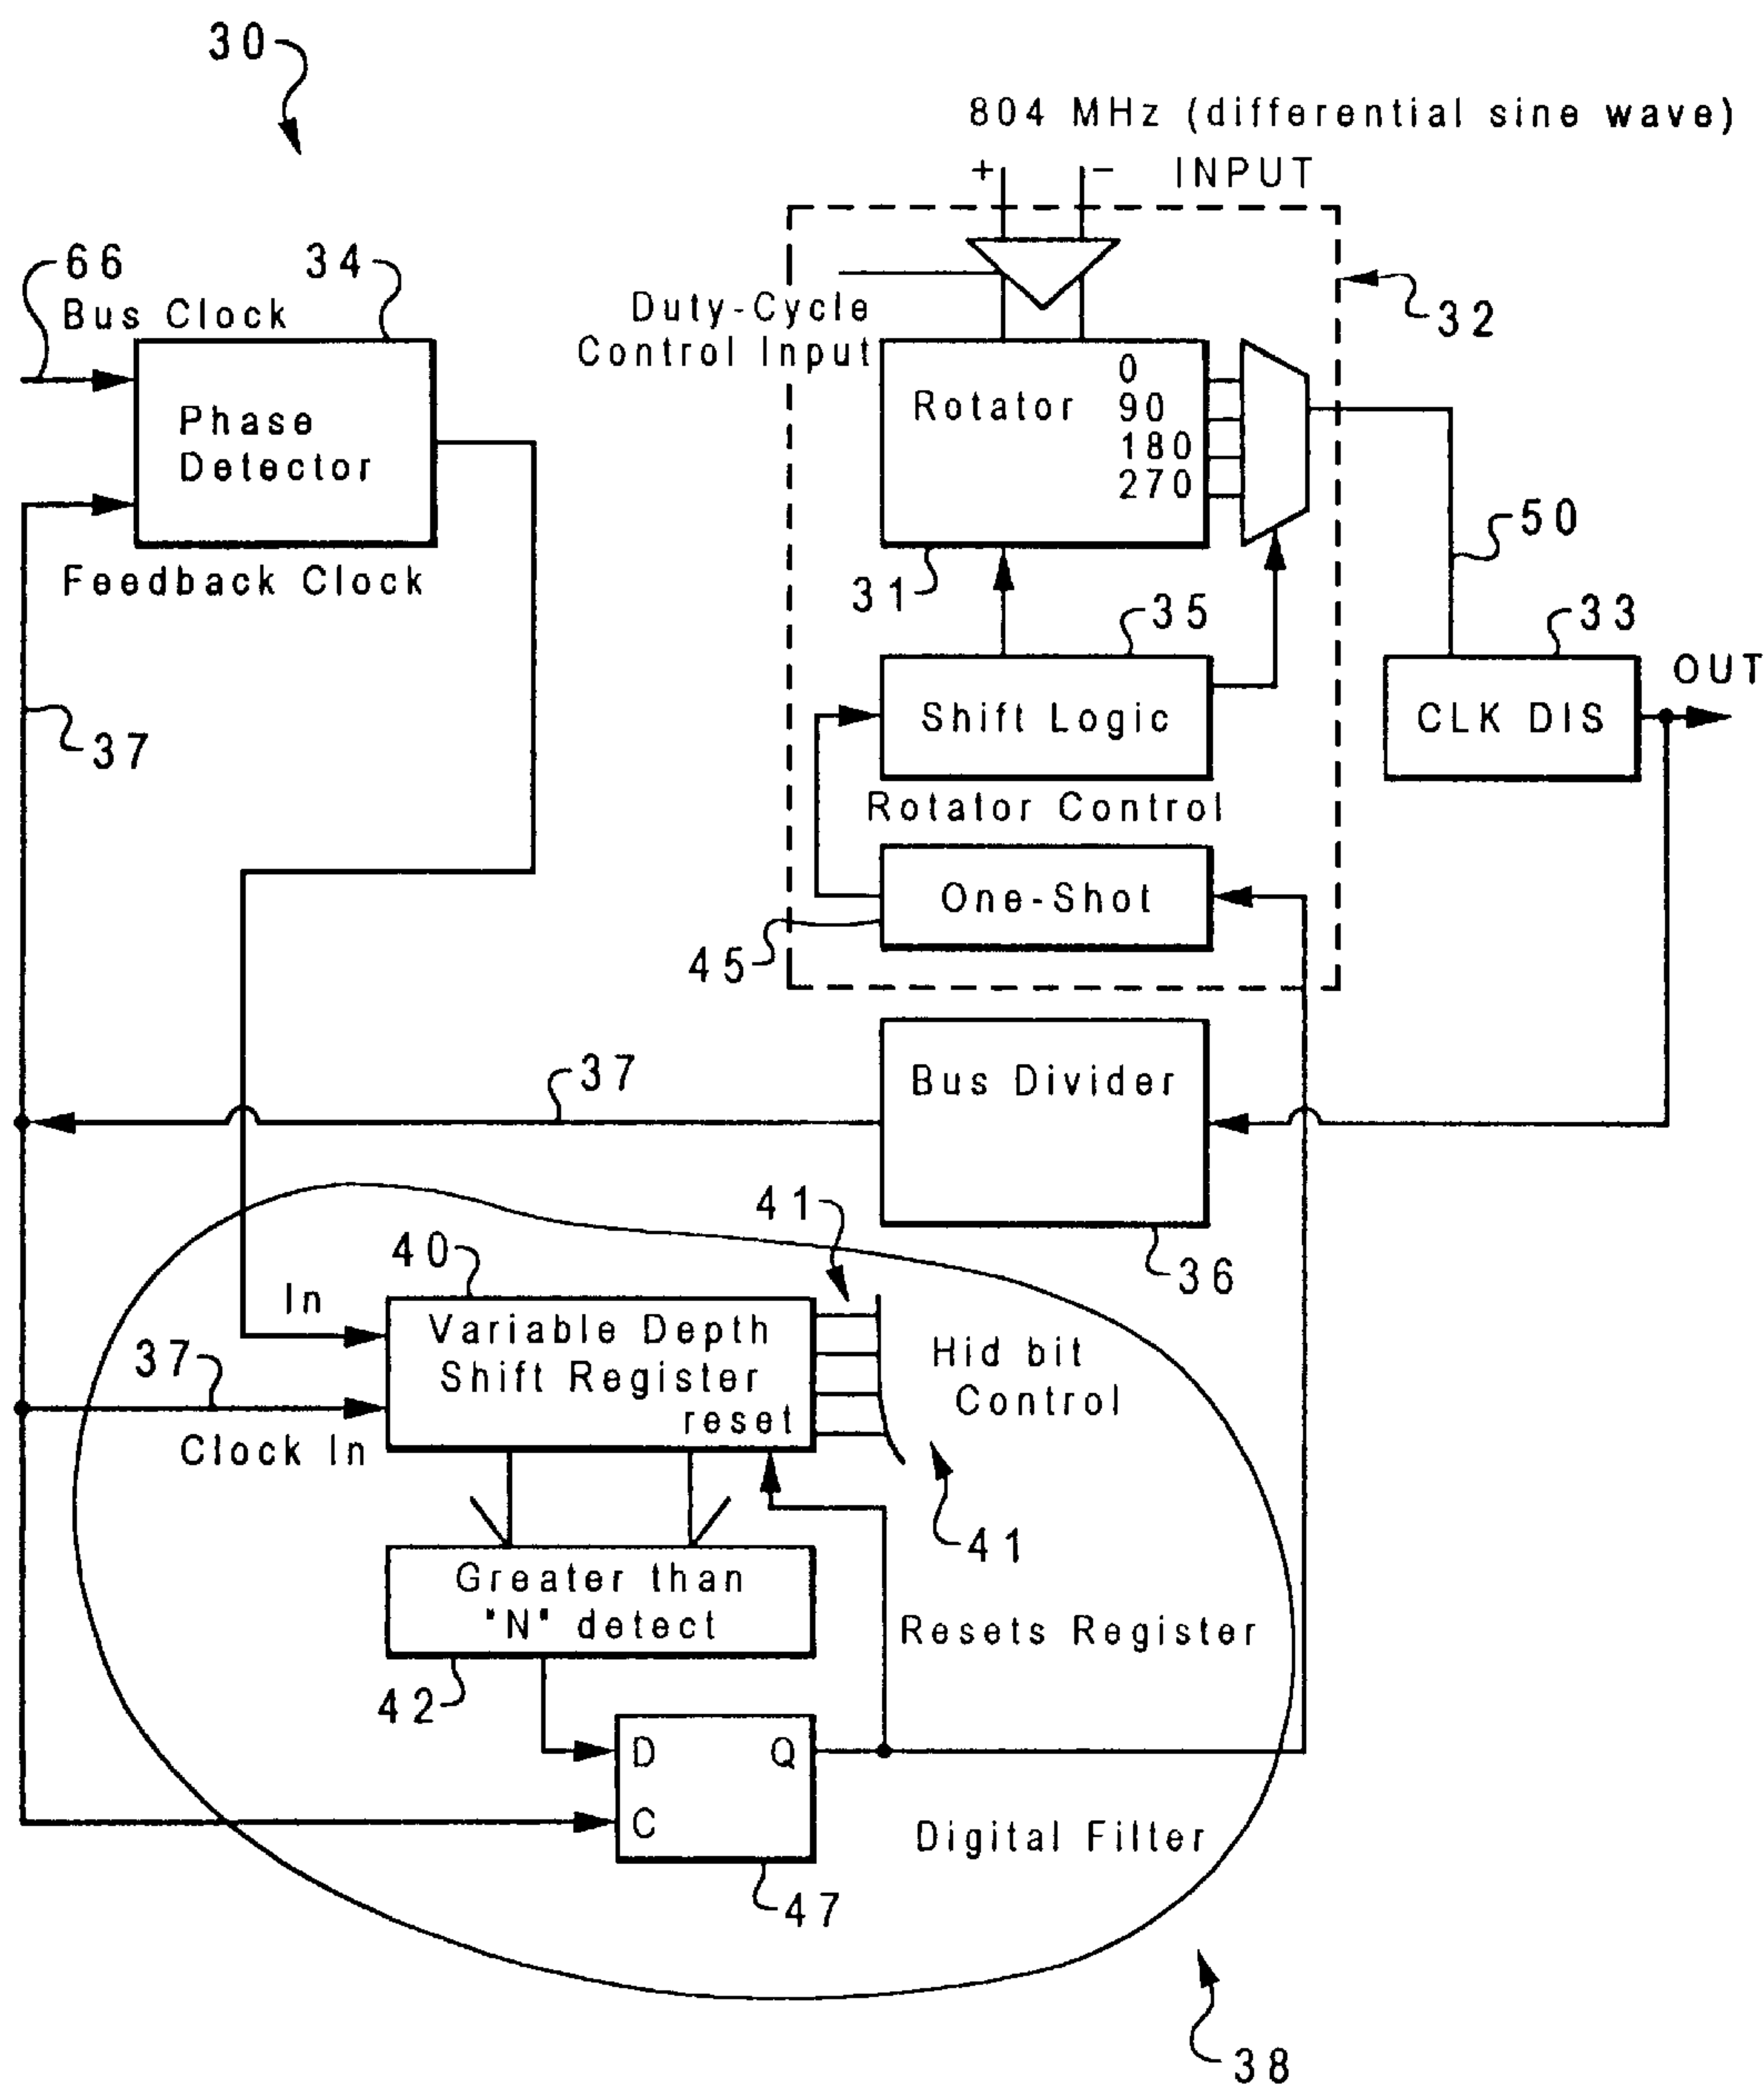 30
804 MHz (differential sine wave)
+ − INPUT
66
34
Bus Clock
Duty-Cycle
Control Input
32
Phase
Detector
Rotator
0
90
180
270
50
Feedback Clock
31
35
33
OUT
37
Shift Logic
CLK DIS
Rotator Control
One-Shot
45
37
Bus Divider
41
40
36
In
Variable Depth
Shift Register
reset
Hid bit
Control
37
Clock In
41
Greater than
"N" detect
Resets Register
42
D Q
C
Digital Filter
47
38